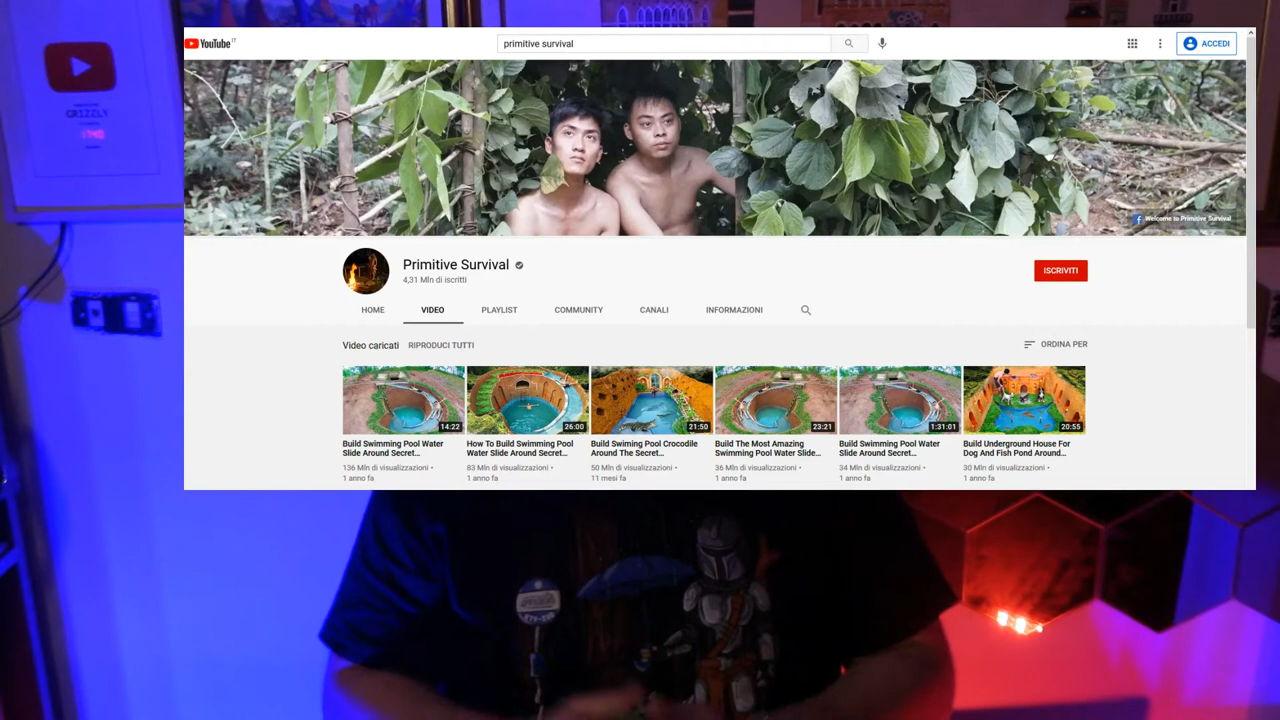 YouTube IT
primitive survival
ACCEDI
GRIZZLY
Welcome to Primitive Survival
Primitive Survival
4,31 Mln di iscritti
ISCRIVITI
HOME VIDEO PLAYLIST COMMUNITY CANALI INFORMAZIONI
Video caricati RIPRODUCI TUTTI ORDINA PER
14:22 26:00 21:50 23:21 1:31:01 20:55
Build Swimming Pool Water
Slide Around Secret...
136 Mln di visualizzazioni •
1 anno fa
How To Build Swimming Pool
Water Slide Around Secret...
83 Mln di visualizzazioni •
1 anno fa
Build Swiming Pool Crocodile
Around The Secret...
50 Mln di visualizzazioni •
11 mesi fa
Build The Most Amazing
Swimming Pool Water Slide...
36 Mln di visualizzazioni •
1 anno fa
Build Swimming Pool Water
Slide Around Secret...
34 Mln di visualizzazioni •
1 anno fa
Build Underground House For
Dog And Fish Pond Around...
30 Mln di visualizzazioni •
1 anno fa